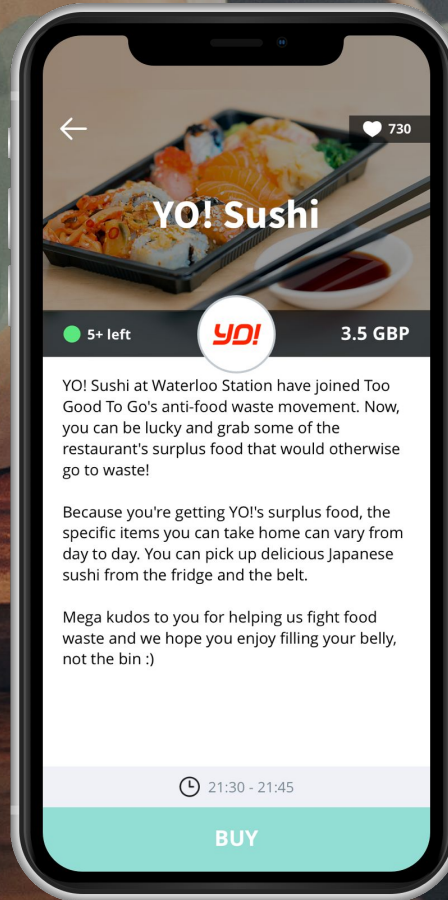 730
YO! Sushi
5+ left
YO!
3.5 GBP
YO! Sushi at Waterloo Station have joined Too
Good To Go's anti-food waste movement. Now,
you can be lucky and grab some of the
restaurant's surplus food that would otherwise
go to waste!
Because you're getting YO!'s surplus food, the
specific items you can take home can vary from
day to day. You can pick up delicious Japanese
sushi from the fridge and the belt.
Mega kudos to you for helping us fight food
waste and we hope you enjoy filling your belly,
not the bin :)
21:30 - 21:45
BUY